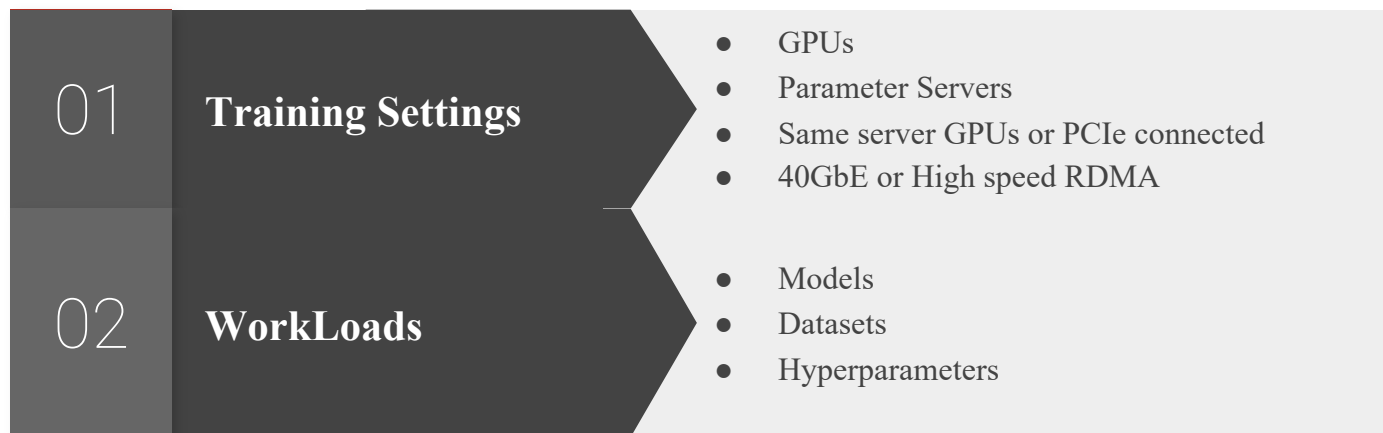 01
Training Settings
● GPUs
● Parameter Servers
● Same server GPUs or PCIe connected
● 40GbE or High speed RDMA
02
WorkLoads
● Models
● Datasets
● Hyperparameters